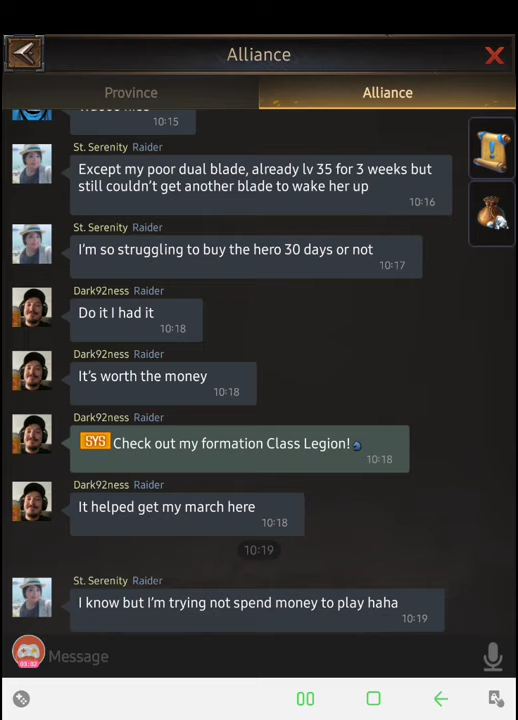 Alliance
Province
Alliance
10:15
St. Serenity Raider
Except my poor dual blade, already lv 35 for 3 weeks but
still couldn't get another blade to wake her up
10:16
St. Serenity Raider
I'm so struggling to buy the hero 30 days or not
10:17
Dark92ness Raider
Do it I had it
10:18
Dark92ness Raider
It's worth the money
10:18
Dark92ness Raider
SYS Check out my formation Class Legion!
10:18
Dark92ness Raider
It helped get my march here
10:18
10:19
St. Serenity Raider
I know but I'm trying not spend money to play haha
10:19
03:02
Message